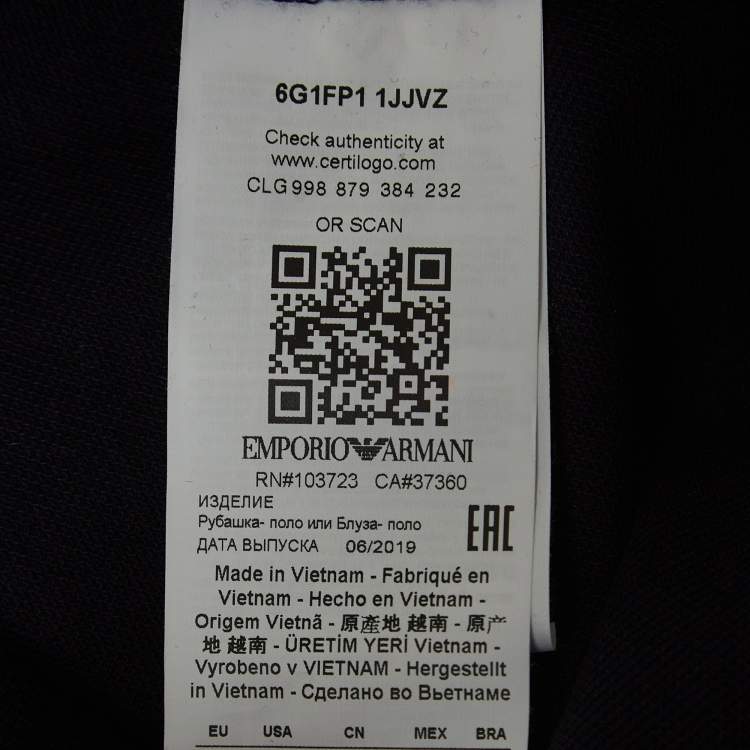 6G1FP1 1JJVZ
Check authenticity at
www.certilogo.com
CLG 998 879 384 232
OR SCAN
EMPORIO ARMANI
RN#103723 CA#37360
ИЗДЕЛИЕ
Рубашка- поло или Блуза- поло
ДАТА ВЫПУСКА 06/2019
EAC
Made in Vietnam - Fabriqué en
Vietnam - Hecho en Vietnam -
Origem Vietnã - 原產地 越南 - 原产
地 越南 - ÜRETİM YERİ Vietnam -
Vyrobeno v VIETNAM - Hergestellt
in Vietnam - Сделано во Вьетнаме
EU USA CN MEX BRA